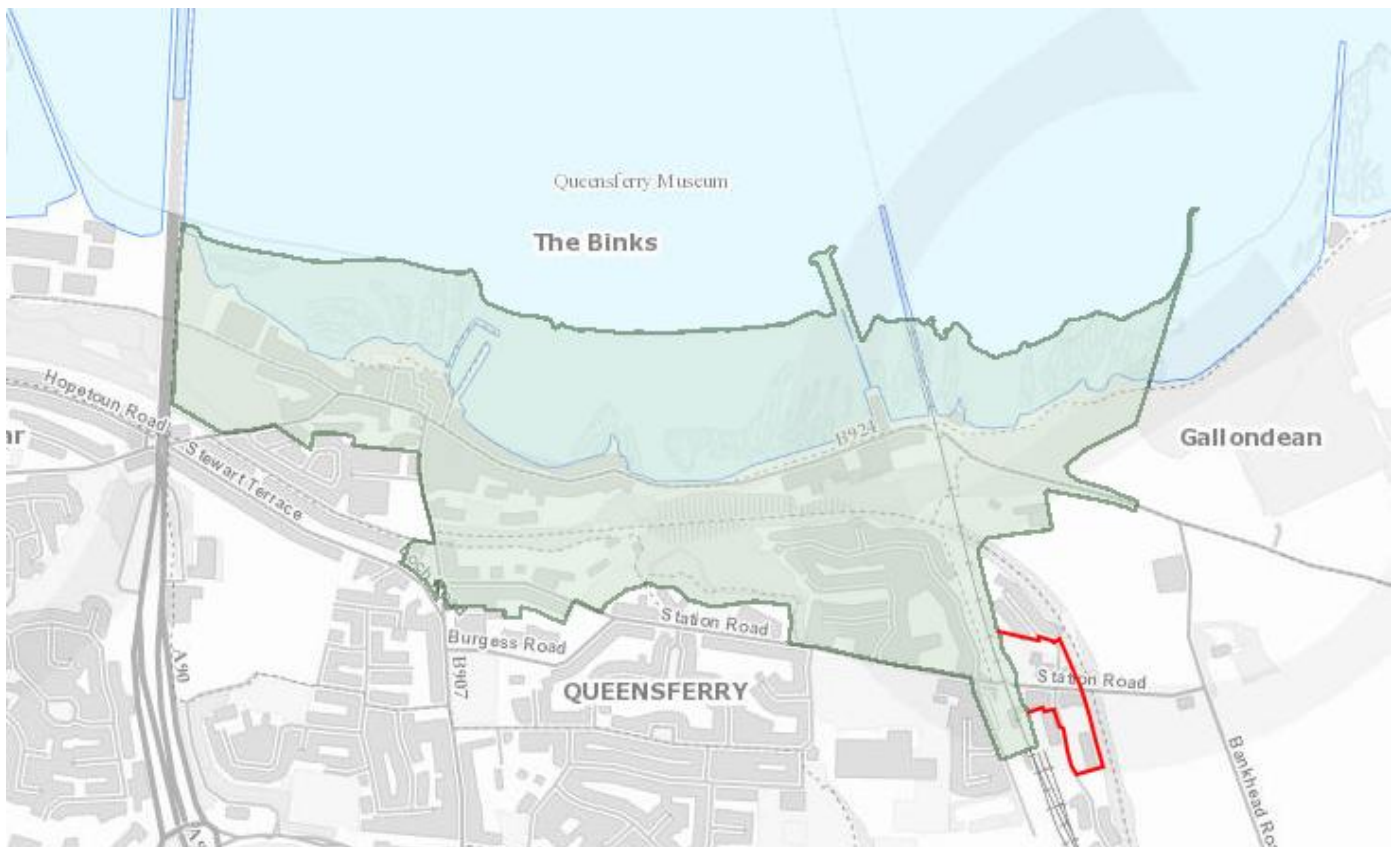 Queensferry Museum
The Binks
Hopetoun Road
Stewart Terrace
ar
B924
Gallondean
Burgess Road
Station Road
Station Road
QUEENSFERRY
A90
B907
Bankhead Ro